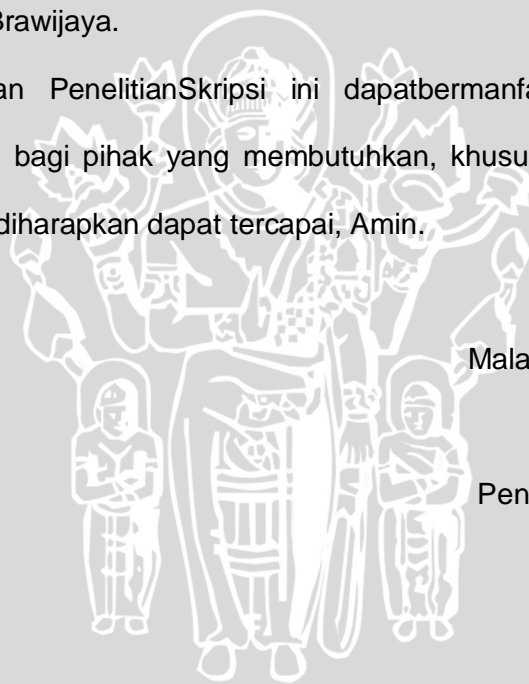 Brawijaya.
an PenelitianSkripsi ini dapatbermanfa
bagi pihak yang membutuhkan, khusu
diharapkan dapat tercapai, Amin.
Mala
Pen